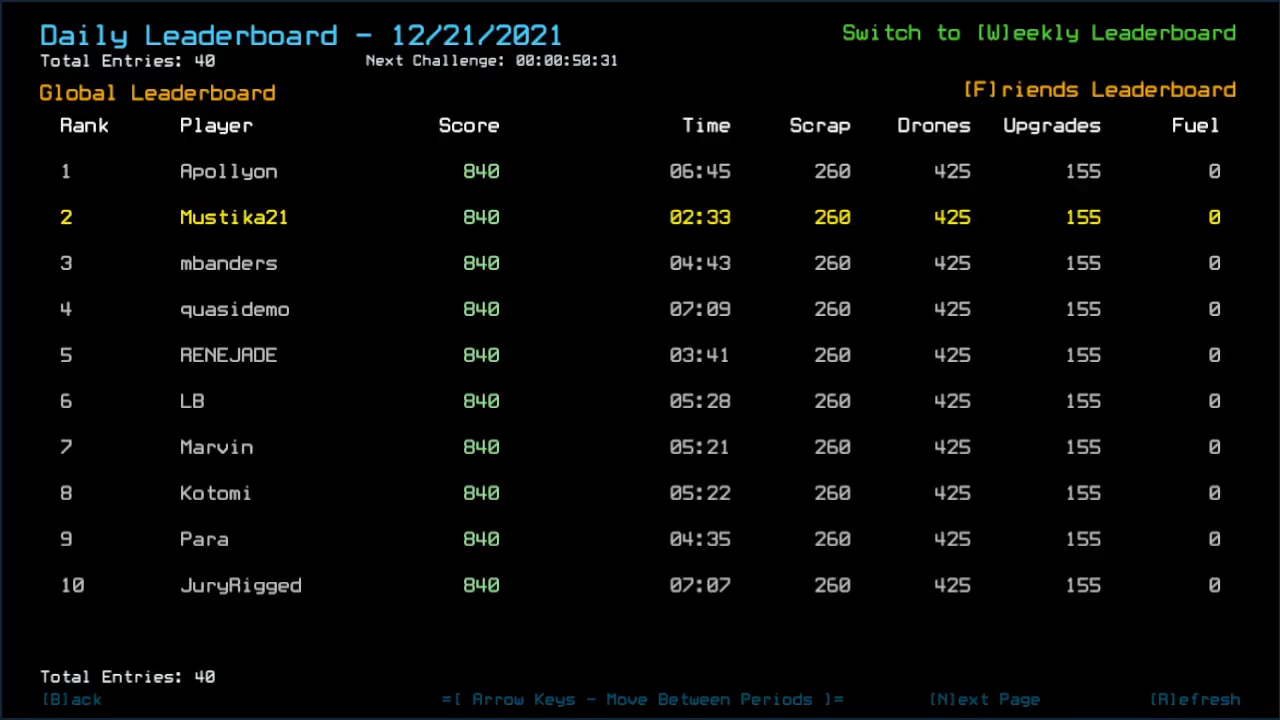 Daily Leaderboard - 12/21/2021 Switch to [W]eekly Leaderboard
Total Entries: 40 Next Challenge: 00:00:50:31
Global Leaderboard [F]riends Leaderboard
Rank Player Score Time Scrap Drones Upgrades Fuel
1 Apollyon 840 06:45 260 425 155 0
2 Mustika21 840 02:33 260 425 155 0
3 mbanders 840 04:43 260 425 155 0
4 quasidemo 840 07:09 260 425 155 0
5 RENEJADE 840 03:41 260 425 155 0
6 LB 840 05:28 260 425 155 0
7 Marvin 840 05:21 260 425 155 0
8 Kotomi 840 05:22 260 425 155 0
9 Para 840 04:35 260 425 155 0
10 JuryRigged 840 07:07 260 425 155 0
Total Entries: 40
[B]ack =[ Arrow Keys - Move Between Periods ]= [N]ext Page [R]efresh